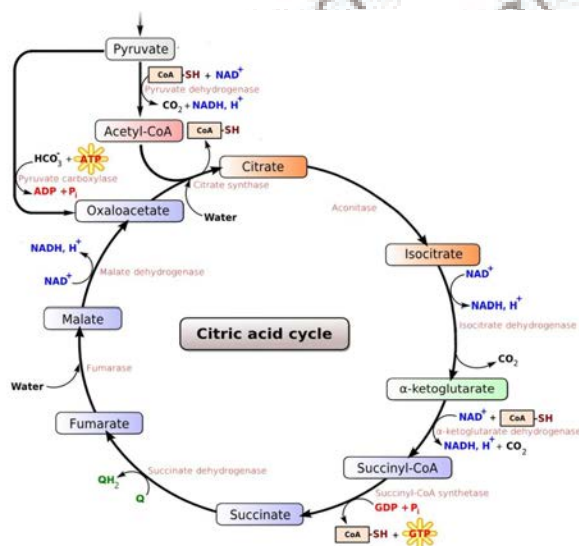 Pyruvate
CoA -SH + NAD+
Pyruvate dehydrogenase
CO2 + NADH, H+
Acetyl-CoA
CoA -SH
HCO3- + ATP
Pyruvate carboxylase
ADP + Pi
Citrate
Citrate synthase
Water
Oxaloacetate
Aconitase
Isocitrate
NAD+
NADH, H+
Isocitrate dehydrogenase
CO2
α-ketoglutarate
NAD+ + CoA -SH
α-ketoglutarate dehydrogenase
NADH, H+ + CO2
Succinyl-CoA
Succinyl-CoA synthetase
GDP + Pi
CoA -SH + GTP
Succinate
Succinate dehydrogenase
QH2
Q
Fumarate
Fumarase
Water
Malate
Malate dehydrogenase
NADH, H+
NAD+
Citric acid cycle